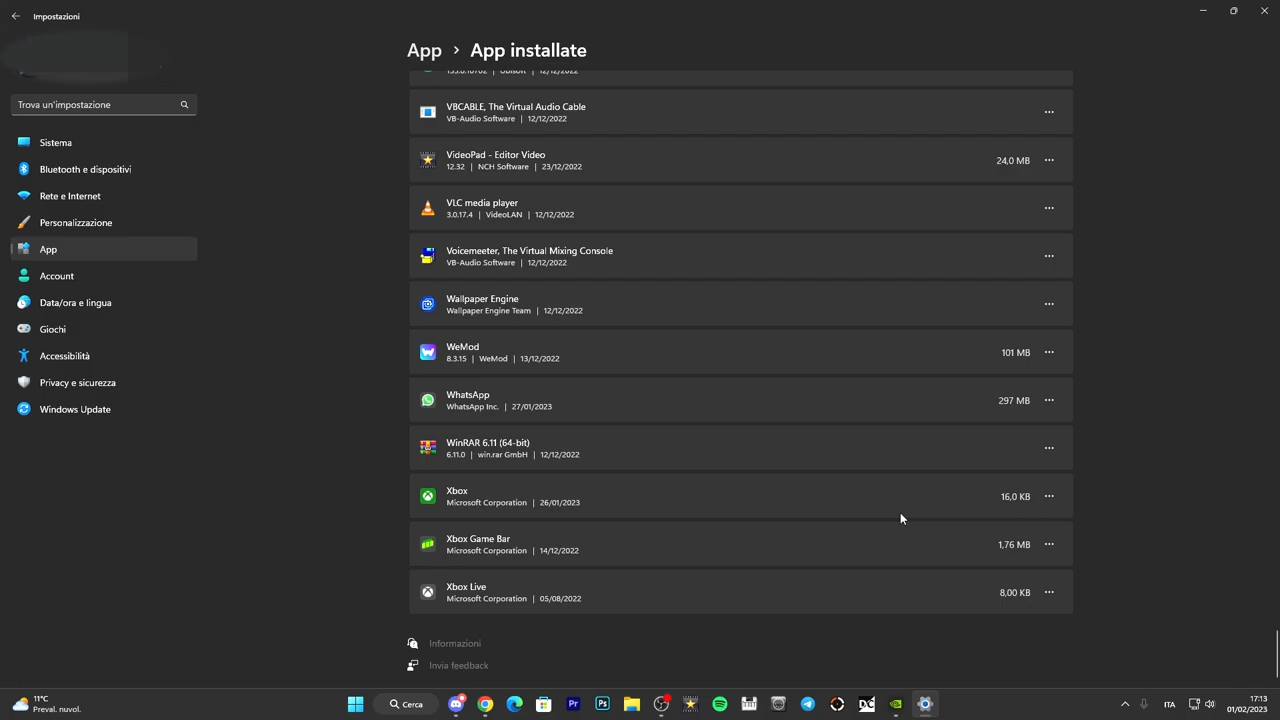 Impostazioni
App > App installate
Trova un'impostazione
Sistema
Bluetooth e dispositivi
Rete e Internet
Personalizzazione
App
Account
Data/ora e lingua
Giochi
Accessibilità
Privacy e sicurezza
Windows Update
| Ubisoft | 12/12/2022
VBCABLE, The Virtual Audio Cable
VB-Audio Software | 12/12/2022
VideoPad - Editor Video
12.32 | NCH Software | 23/12/2022
24,0 MB
VLC media player
3.0.17.4 | VideoLAN | 12/12/2022
Voicemeeter, The Virtual Mixing Console
VB-Audio Software | 12/12/2022
Wallpaper Engine
Wallpaper Engine Team | 12/12/2022
WeMod
8.3.15 | WeMod | 13/12/2022
101 MB
WhatsApp
WhatsApp Inc. | 27/01/2023
297 MB
WinRAR 6.11 (64-bit)
6.11.0 | win.rar GmbH | 12/12/2022
Xbox
Microsoft Corporation | 26/01/2023
16,0 KB
Xbox Game Bar
Microsoft Corporation | 14/12/2022
1,76 MB
Xbox Live
Microsoft Corporation | 05/08/2022
8,00 KB
Informazioni
Invia feedback
11°C
Preval. nuvol.
Cerca
Pr
Ps
DC
ITA
17:13
01/02/2023